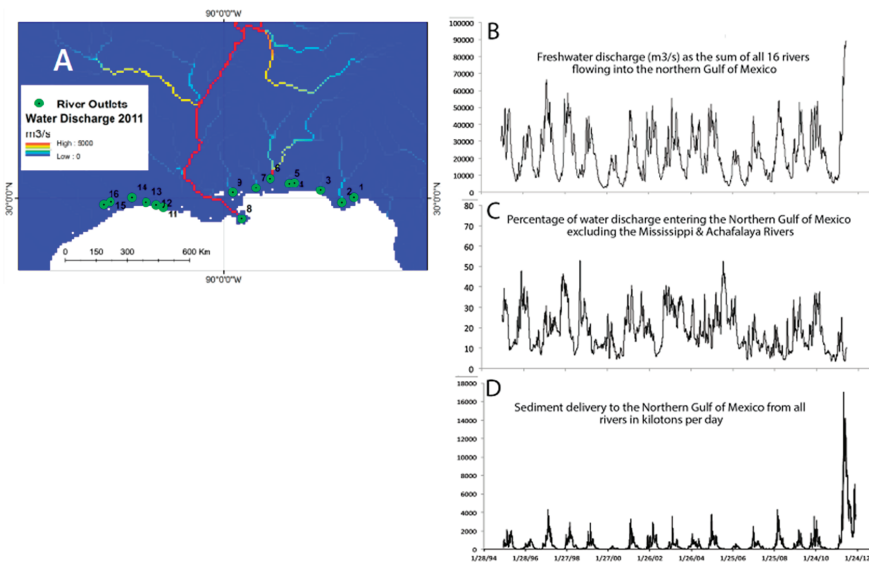 90°0'0"W
A
River Outlets
Water Discharge 2011
m3/s
High : 5000
Low : 0
30°0'0"N
30°0'0"N
16
15
14
13
12
11
9
8
7
6
5
4
3
2
1
0 150 300 600 Km
90°0'0"W
B
Freshwater discharge (m3/s) as the sum of all 16 rivers
flowing into the northern Gulf of Mexico
100000
90000
80000
70000
60000
50000
40000
30000
20000
10000
0
C
Percentage of water discharge entering the Northern Gulf of Mexico
excluding the Mississippi & Achafalaya Rivers
80
70
60
50
40
30
20
10
0
D
Sediment delivery to the Northern Gulf of Mexico from all
rivers in kilotons per day
18000
16000
14000
12000
10000
8000
6000
4000
2000
0
1/28/94 1/28/96 1/27/98 1/27/00 1/26/02 1/26/04 1/25/06 1/25/08 1/24/10 1/24/12